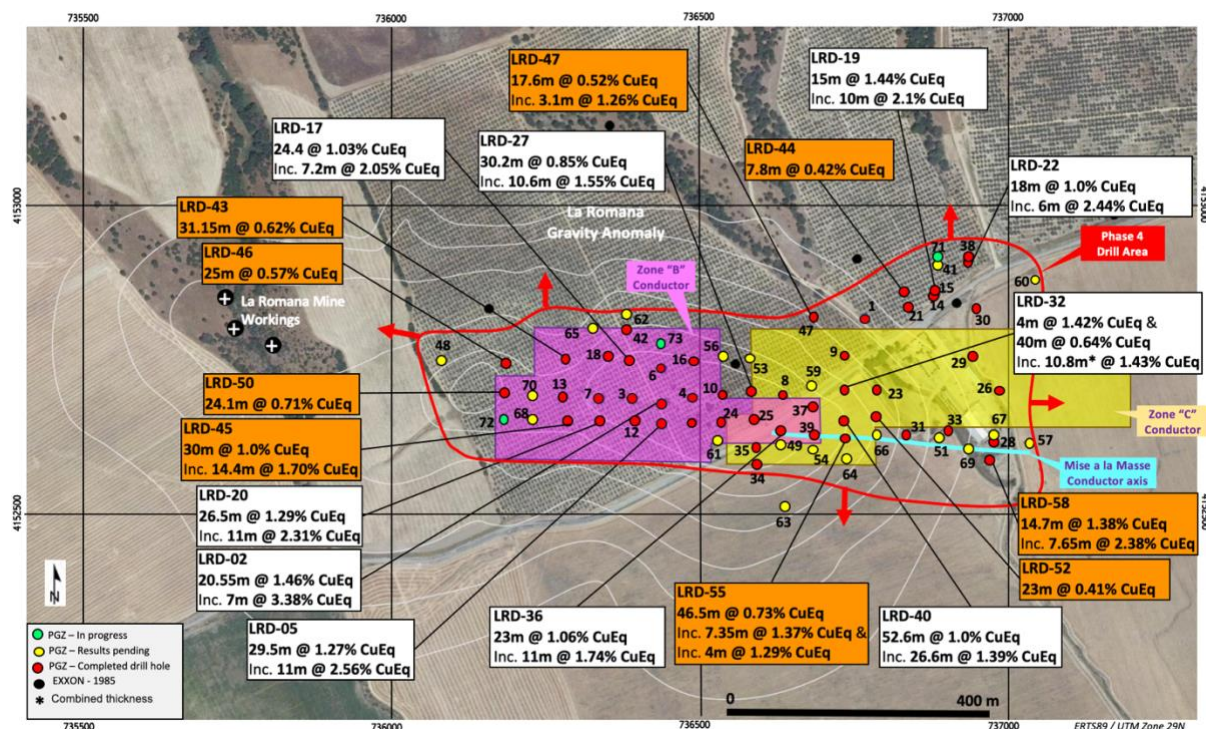 735500
736000
736500
737000
LRD-47
17.6m @ 0.52% CuEq
Inc. 3.1m @ 1.26% CuEq
LRD-19
15m @ 1.44% CuEq
Inc. 10m @ 2.1% CuEq
LRD-17
24.4 @ 1.03% CuEq
Inc. 7.2m @ 2.05% CuEq
LRD-27
30.2m @ 0.85% CuEq
Inc. 10.6m @ 1.55% CuEq
LRD-44
7.8m @ 0.42% CuEq
LRD-22
18m @ 1.0% CuEq
Inc. 6m @ 2.44% CuEq
4153000
LRD-43
31.15m @ 0.62% CuEq
La Romana
Gravity Anomaly
Phase 4
Drill Area
LRD-46
25m @ 0.57% CuEq
Zone "B"
Conductor
La Romana Mine
Workings
LRD-32
4m @ 1.42% CuEq &
40m @ 0.64% CuEq
Inc. 10.8m* @ 1.43% CuEq
71
38
41
60
15
14
1
21
30
47
62
65
42
73
48
18
6
16
56
53
9
29
59
70
13
7
3
4
10
8
23
26
72
68
12
24
25
37
39
61
35
49
54
34
64
66
31
51
33
67
28
69
57
63
LRD-50
24.1m @ 0.71% CuEq
Zone "C"
Conductor
LRD-45
30m @ 1.0% CuEq
Inc. 14.4m @ 1.70% CuEq
Mise a la Masse
Conductor axis
LRD-20
26.5m @ 1.29% CuEq
Inc. 11m @ 2.31% CuEq
4152500
LRD-58
14.7m @ 1.38% CuEq
Inc. 7.65m @ 2.38% CuEq
LRD-02
20.55m @ 1.46% CuEq
Inc. 7m @ 3.38% CuEq
LRD-52
23m @ 0.41% CuEq
LRD-05
29.5m @ 1.27% CuEq
Inc. 11m @ 2.56% CuEq
LRD-36
23m @ 1.06% CuEq
Inc. 11m @ 1.74% CuEq
LRD-55
46.5m @ 0.73% CuEq
Inc. 7.35m @ 1.37% CuEq &
Inc. 4m @ 1.29% CuEq
LRD-40
52.6m @ 1.0% CuEq
Inc. 26.6m @ 1.39% CuEq
N
PGZ – In progress
PGZ – Results pending
PGZ – Completed drill hole
EXXON - 1985
* Combined thickness
0
400 m
735500
736000
736500
737000
ERTS89 / UTM Zone 29N